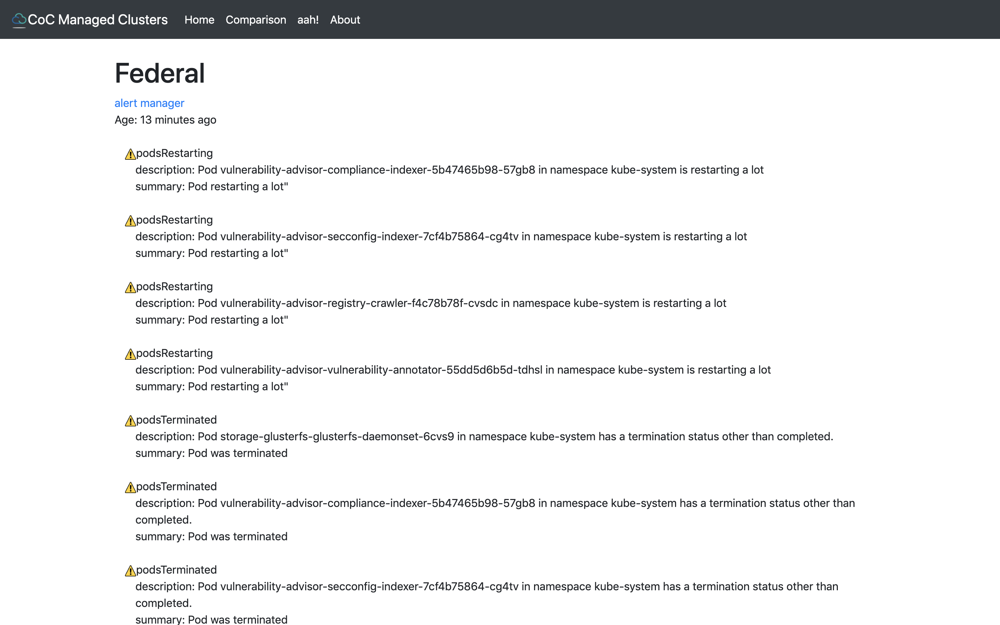 CoC Managed Clusters Home Comparison aah! About
Federal
alert manager
Age: 13 minutes ago
⚠️podsRestarting
description: Pod vulnerability-advisor-compliance-indexer-5b47465b98-57gb8 in namespace kube-system is restarting a lot
summary: Pod restarting a lot"
⚠️podsRestarting
description: Pod vulnerability-advisor-secconfig-indexer-7cf4b75864-cg4tv in namespace kube-system is restarting a lot
summary: Pod restarting a lot"
⚠️podsRestarting
description: Pod vulnerability-advisor-registry-crawler-f4c78b78f-cvsdc in namespace kube-system is restarting a lot
summary: Pod restarting a lot"
⚠️podsRestarting
description: Pod vulnerability-advisor-vulnerability-annotator-55dd5d6b5d-tdhsl in namespace kube-system is restarting a lot
summary: Pod restarting a lot"
⚠️podsTerminated
description: Pod storage-glusterfs-glusterfs-daemonset-6cvs9 in namespace kube-system has a termination status other than completed.
summary: Pod was terminated
⚠️podsTerminated
description: Pod vulnerability-advisor-compliance-indexer-5b47465b98-57gb8 in namespace kube-system has a termination status other than
completed.
summary: Pod was terminated
⚠️podsTerminated
description: Pod vulnerability-advisor-secconfig-indexer-7cf4b75864-cg4tv in namespace kube-system has a termination status other than
completed.
summary: Pod was terminated